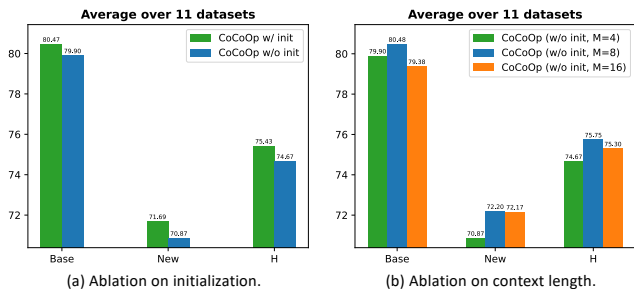 Average over 11 datasets
CoCoOp w/ init
CoCoOp w/o init
80
78
76
74
72
80.47
79.90
71.69
70.87
75.43
74.67
Base
New
H
(a) Ablation on initialization.
Average over 11 datasets
CoCoOp (w/o init, M=4)
CoCoOp (w/o init, M=8)
CoCoOp (w/o init, M=16)
80
78
76
74
72
79.90
80.48
79.38
70.87
72.20
72.17
74.67
75.75
75.30
Base
New
H
(b) Ablation on context length.